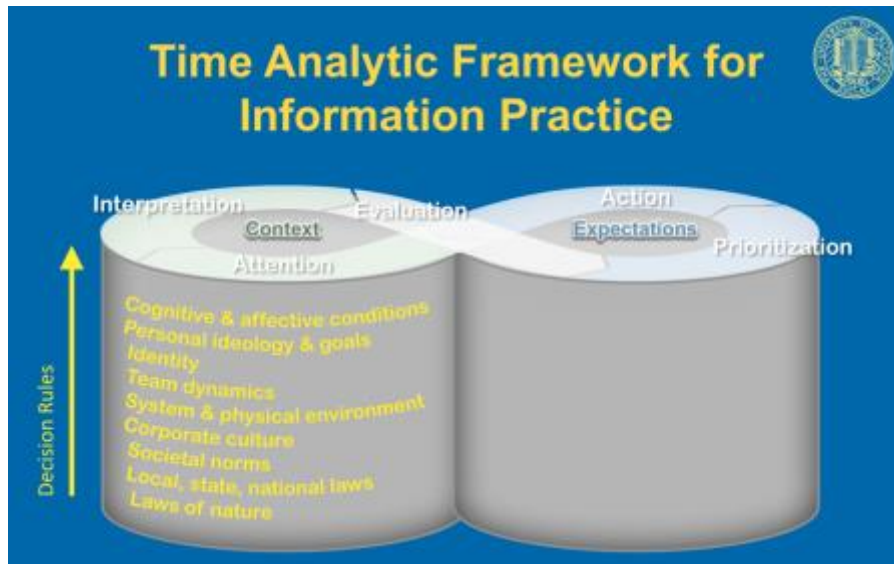 Time Analytic Framework for
Information Practice
Interpretation
Evaluation
Action
Context
Expectations
Prioritization
Attention
Decision Rules
Cognitive & affective conditions
Personal ideology & goals
Identity
Team dynamics
System & physical environment
Corporate culture
Societal norms
Local, state, national laws
Laws of nature